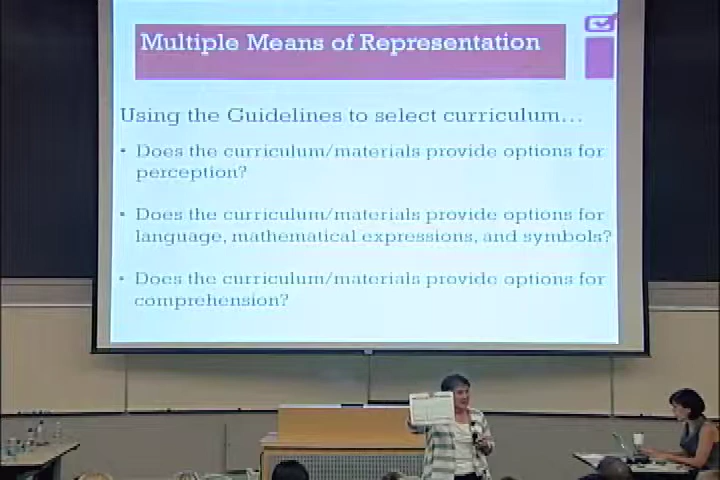 Multiple Means of Representation
Using the Guidelines to select curriculum...
• Does the curriculum/materials provide options for
perception?
• Does the curriculum/materials provide options for
language, mathematical expressions, and symbols?
• Does the curriculum/materials provide options for
comprehension?